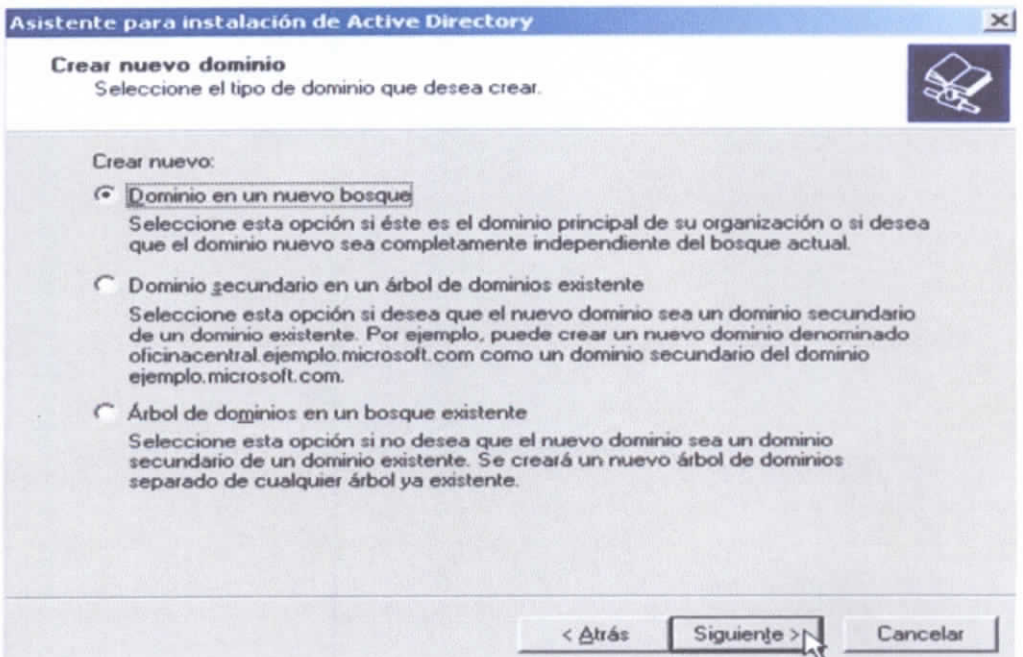 Asistente para instalación de Active Directory
Crear nuevo dominio
Seleccione el tipo de dominio que desea crear.
Crear nuevo:
Dominio en un nuevo bosque
Seleccione esta opción si éste es el dominio principal de su organización o si desea
que el dominio nuevo sea completamente independiente del bosque actual.
Dominio secundario en un árbol de dominios existente
Seleccione esta opción si desea que el nuevo dominio sea un dominio secundario
de un dominio existente. Por ejemplo, puede crear un nuevo dominio denominado
oficinacentral.ejemplo.microsoft.com como un dominio secundario del dominio
ejemplo.microsoft.com.
Árbol de dominios en un bosque existente
Seleccione esta opción si no desea que el nuevo dominio sea un dominio
secundario de un dominio existente. Se creará un nuevo árbol de dominios
separado de cualquier árbol ya existente.
< Atrás
Siguiente >
Cancelar